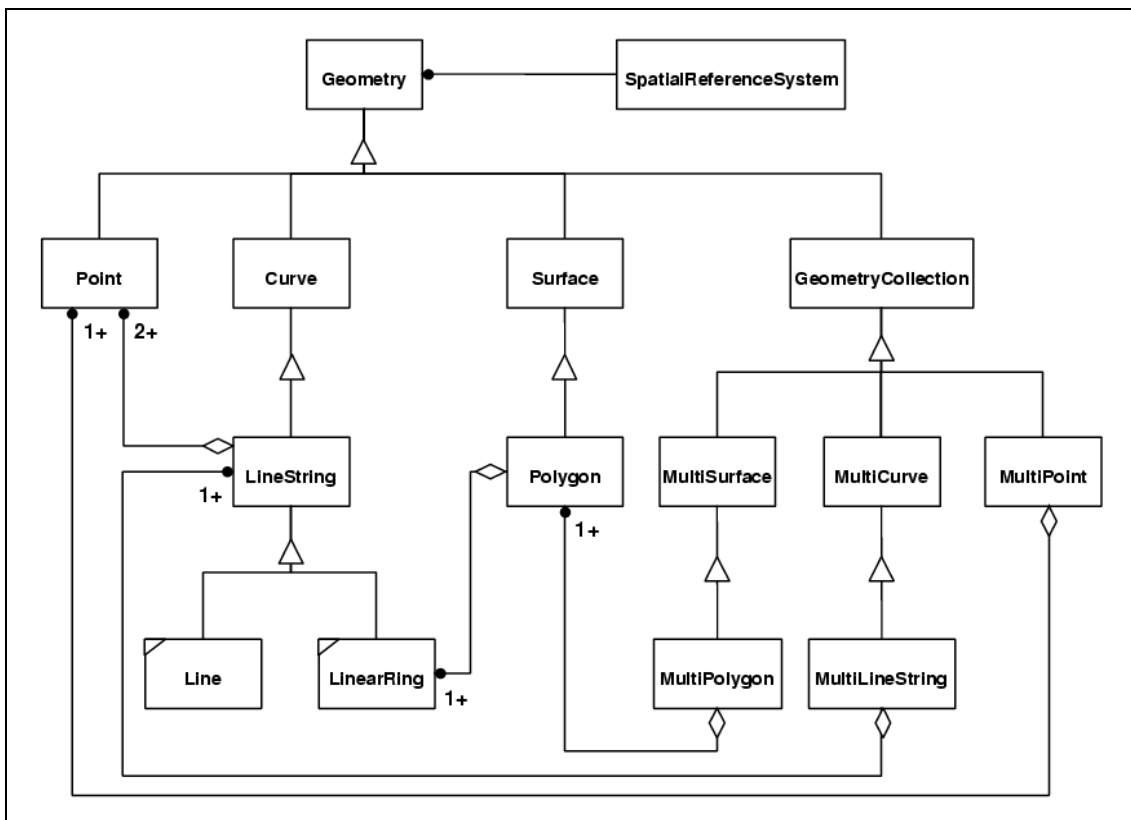 Geometry
SpatialReferenceSystem
Point
Curve
Surface
GeometryCollection
1+
2+
LineString
Polygon
MultiSurface
MultiCurve
MultiPoint
1+
1+
Line
LinearRing
MultiPolygon
MultiLineString
1+